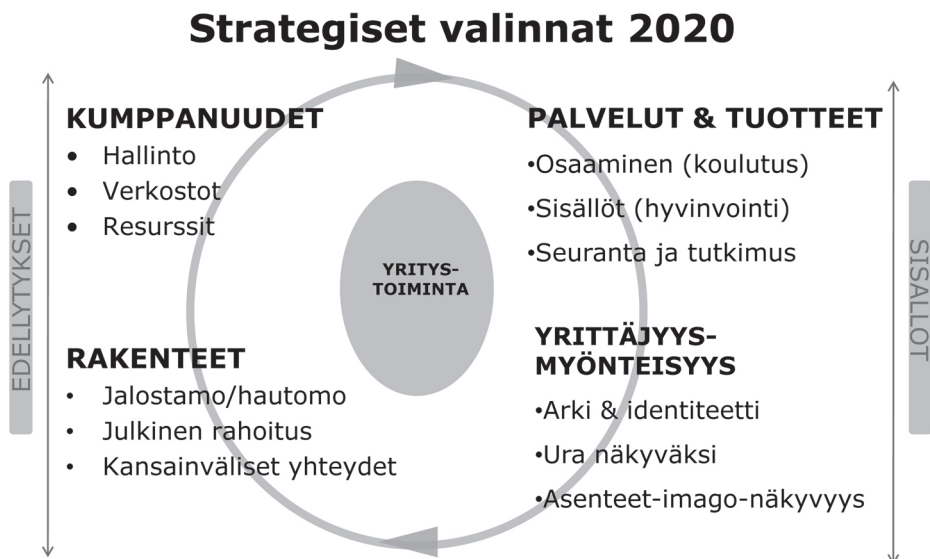 Strategiset valinnat 2020
EDELLYTYKSET
KUMPPANUUDET
• Hallinto
• Verkostot
• Resurssit
RAKENTEET
• Jalostamo/hautomo
• Julkinen rahoitus
• Kansainväliset yhteydet
YRITYS-
TOIMINTA
PALVELUT & TUOTTEET
•Osaaminen (koulutus)
•Sisällöt (hyvinvointi)
•Seuranta ja tutkimus
YRITTÄJYYS-
MYÖNTEISYYS
•Arki & identiteetti
•Ura näkyväksi
•Asenteet-imago-näkyvyys
SISALLOT